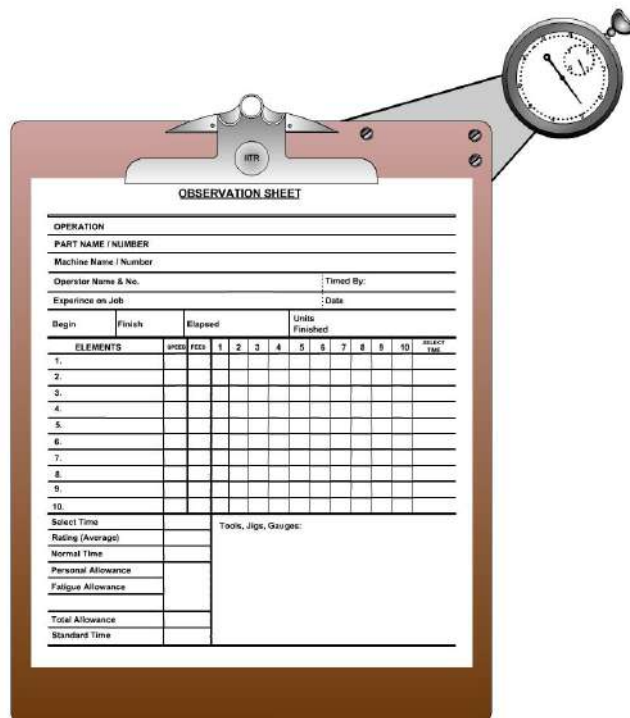 IITR
OBSERVATION SHEET
OPERATION
PART NAME / NUMBER
Machine Name / Number
Operator Name & No. Timed By:
Experince on Job Date
Begin Finish Elapsed Units Finished
ELEMENTS SPEED FEED 1 2 3 4 5 6 7 8 9 10 SELECT TIME
1.
2.
3.
4.
5.
6.
7.
8.
9.
10.
Select Time Tools, Jigs, Gauges:
Rating (Average)
Normal Time
Personal Allowance
Fatigue Allowance
Total Allowance
Standard Time